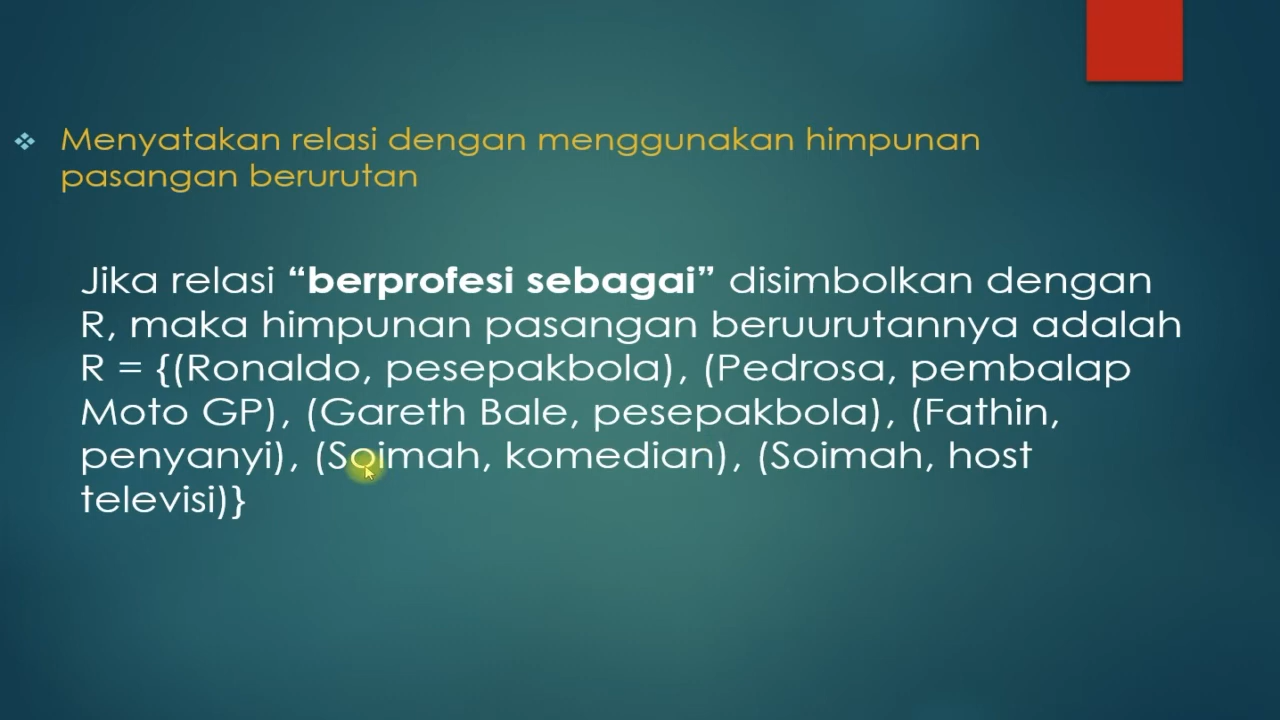 Menyatakan relasi dengan menggunakan himpunan
pasangan berurutan
Jika relasi “berprofesi sebagai” disimbolkan dengan
R, maka himpunan pasangan beruurutannya adalah
R = {(Ronaldo, pesepakbola), (Pedrosa, pembalap
Moto GP), (Gareth Bale, pesepakbola), (Fathin,
penyanyi), (Soimah, komedian), (Soimah, host
televisi)}